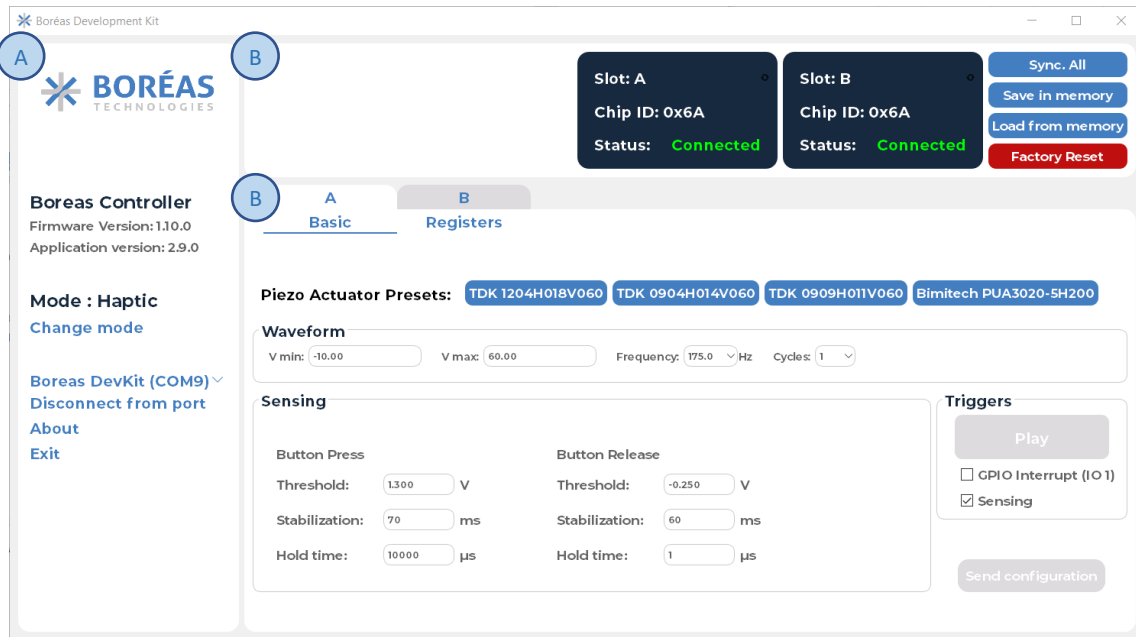 Boréas Development Kit
A
BORÉAS
TECHNOLOGIES
Boreas Controller
Firmware Version: 1.10.0
Application version: 2.9.0
Mode : Haptic
Change mode
Boreas DevKit (COM9)
Disconnect from port
About
Exit
B
Slot: A
Chip ID: 0x6A
Status: Connected
Slot: B
Chip ID: 0x6A
Status: Connected
Sync. All
Save in memory
Load from memory
Factory Reset
B
A
Basic
B
Registers
Piezo Actuator Presets: TDK 1204H018V060 TDK 0904H014V060 TDK 0909H011V060 Bimitech PUA3020-5H200
Waveform
V min: -10.00 V max: 60.00 Frequency: 175.0 Hz Cycles: 1
Sensing
Button Press
Threshold: 1.300 V
Stabilization: 70 ms
Hold time: 10000 µs
Button Release
Threshold: -0.250 V
Stabilization: 60 ms
Hold time: 1 µs
Triggers
Play
GPIO Interrupt (IO 1)
Sensing
Send configuration